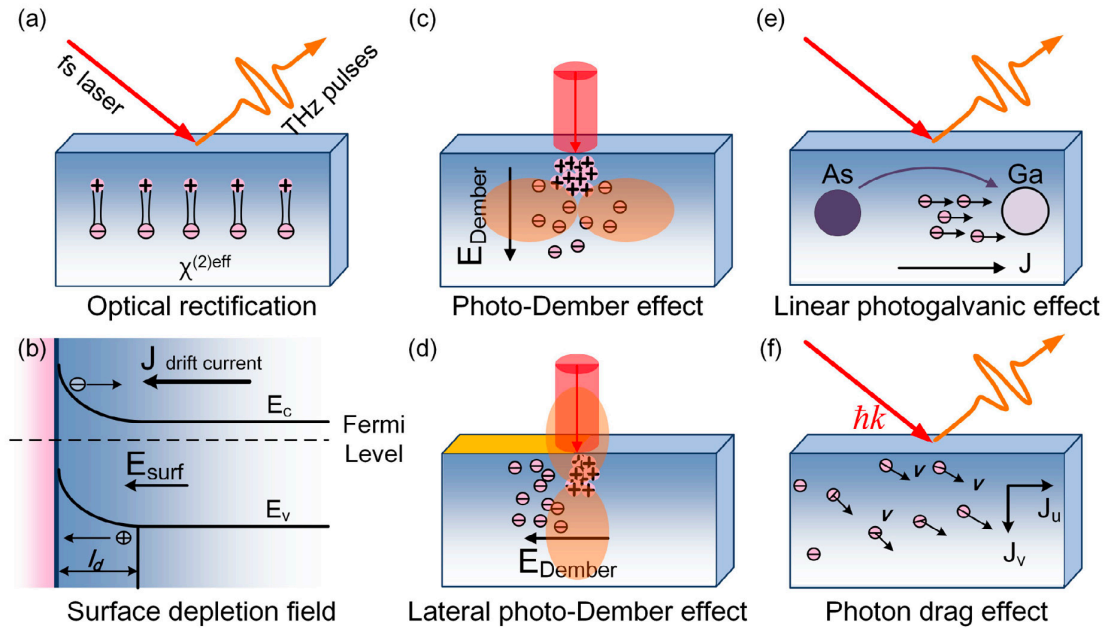 (a)
fs laser
THz pulses
+ + + + +
− − − − −
χ(2)eff
Optical rectification
(b)
J drift current
−
Ec
Fermi
Level
Esurf
Ev
+
ld
Surface depletion field
(c)
EDember
Photo-Dember effect
(d)
EDember
Lateral photo-Dember effect
(e)
As
Ga
J
Linear photogalvanic effect
(f)
ħk
v
v
v
Ju
Jv
Photon drag effect